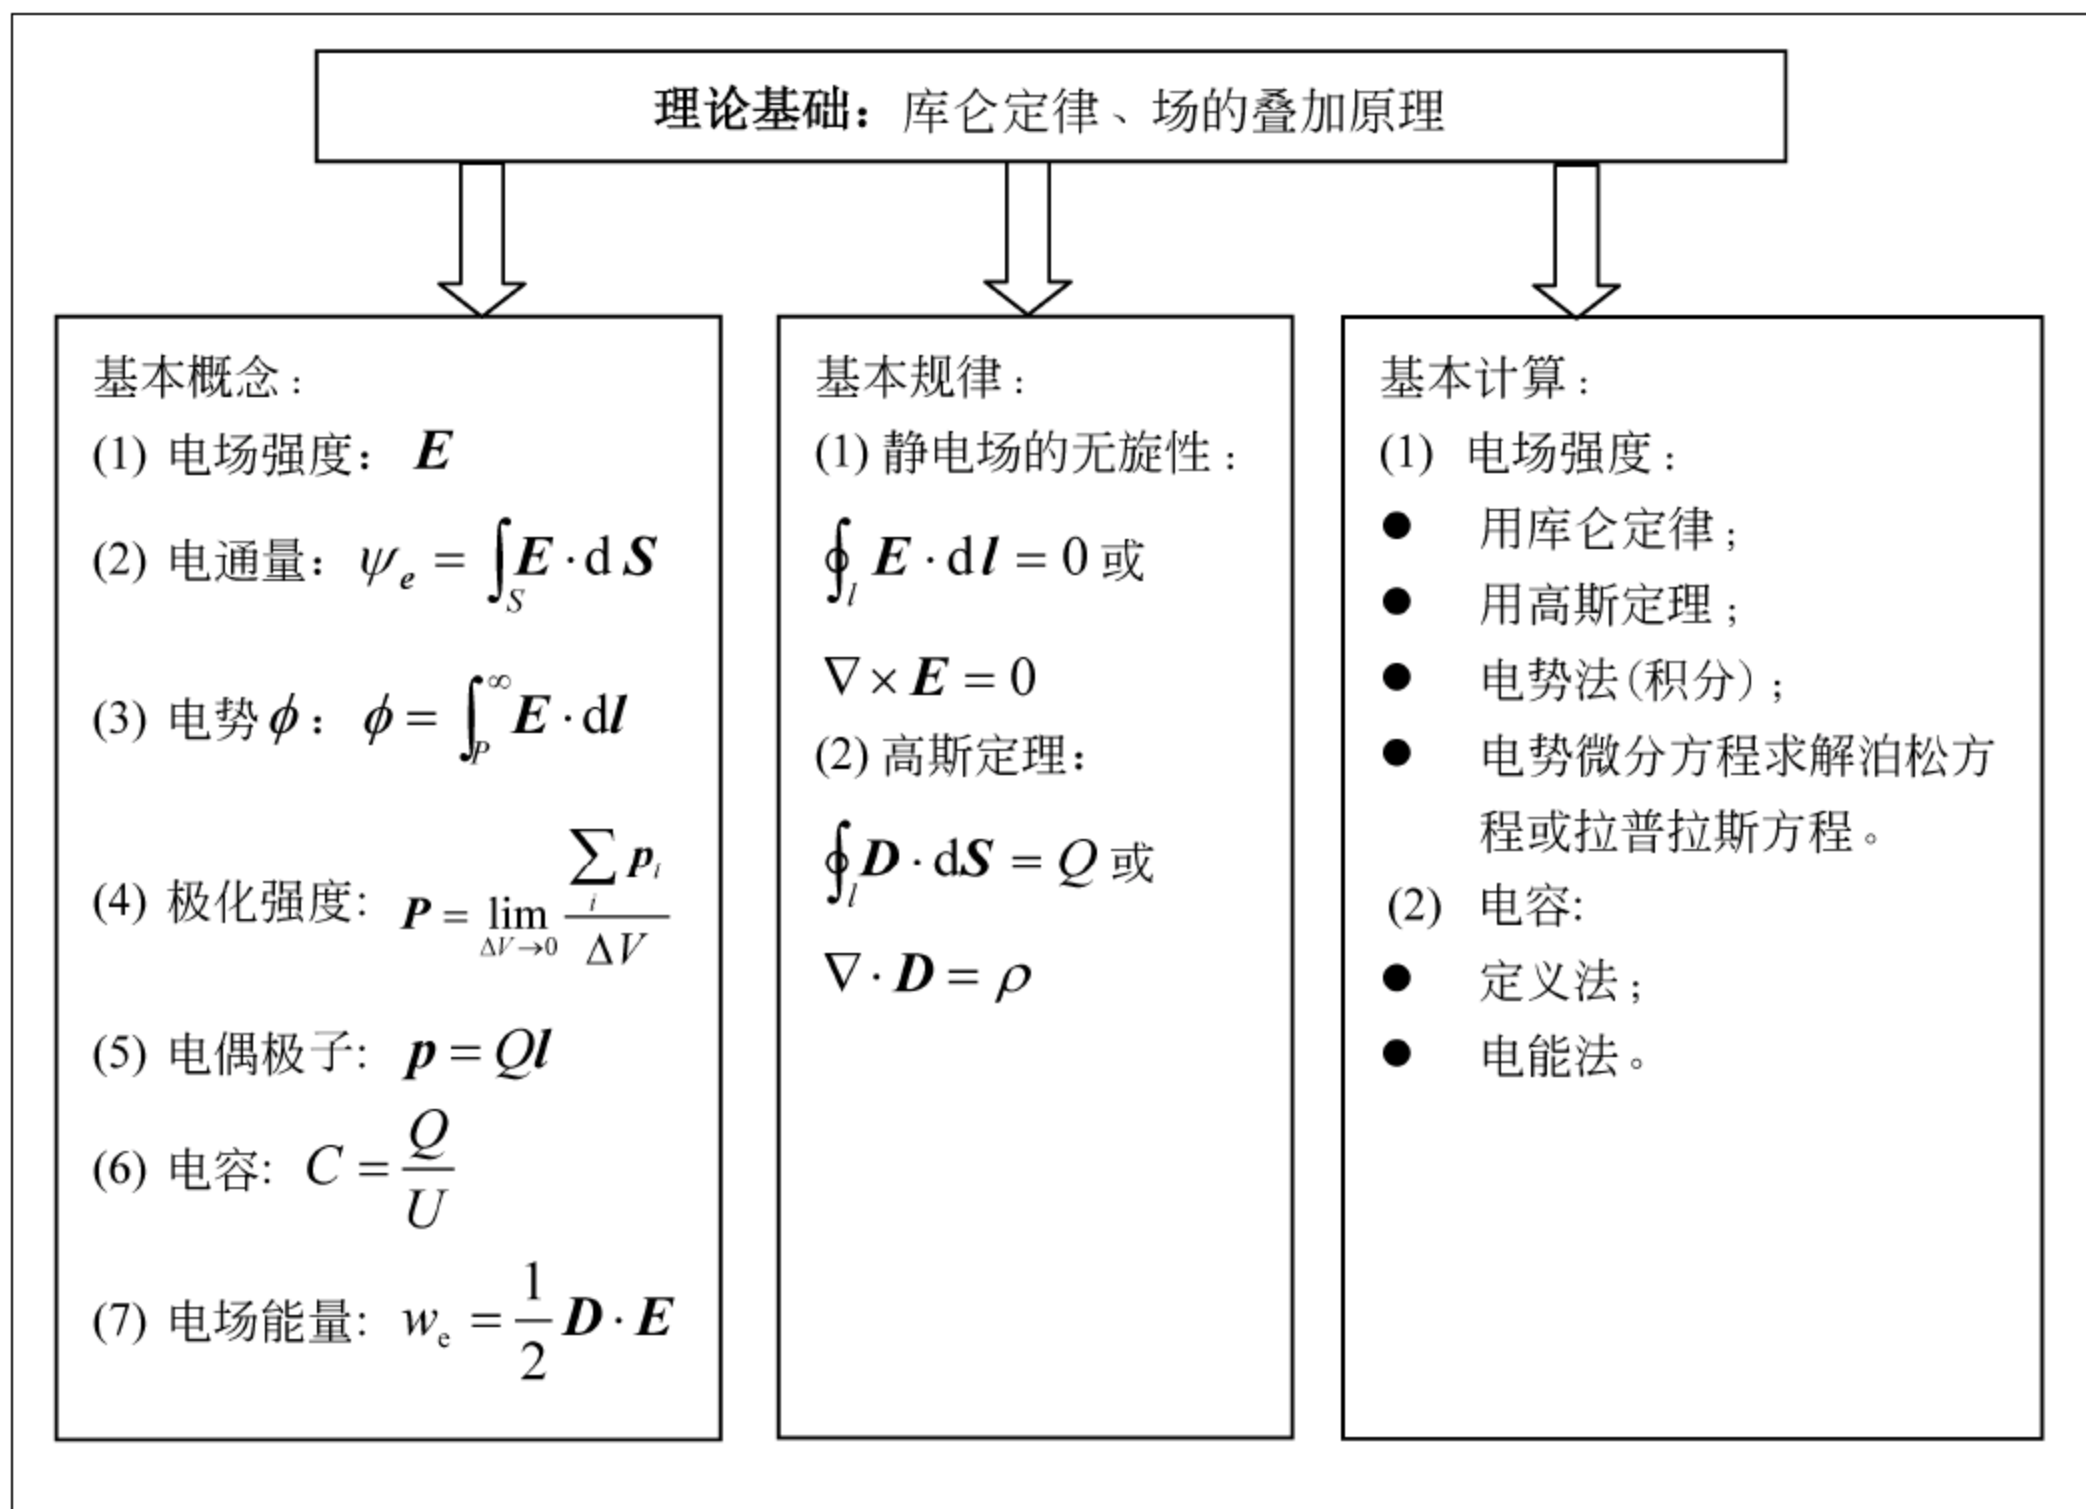 理论基础：库仑定律、场的叠加原理
基本概念：
(1) 电场强度：E
(2) 电通量：ψ_e = ∫_S E · d S
(3) 电势ϕ：ϕ = ∫_P^∞ E · dl
(4) 极化强度: P = lim_{ΔV→0} (∑_i p_i) / ΔV
(5) 电偶极子: p = Ql
(6) 电容: C = Q/U
(7) 电场能量: w_e = 1/2 D · E
基本规律：
(1) 静电场的无旋性：
∮_l E · d l = 0 或
∇ × E = 0
(2) 高斯定理：
∮_l D · dS = Q 或
∇ · D = ρ
基本计算：
(1) 电场强度：
● 用库仑定律；
● 用高斯定理；
● 电势法(积分)；
● 电势微分方程求解泊松方
程或拉普拉斯方程。
(2) 电容:
● 定义法；
● 电能法。